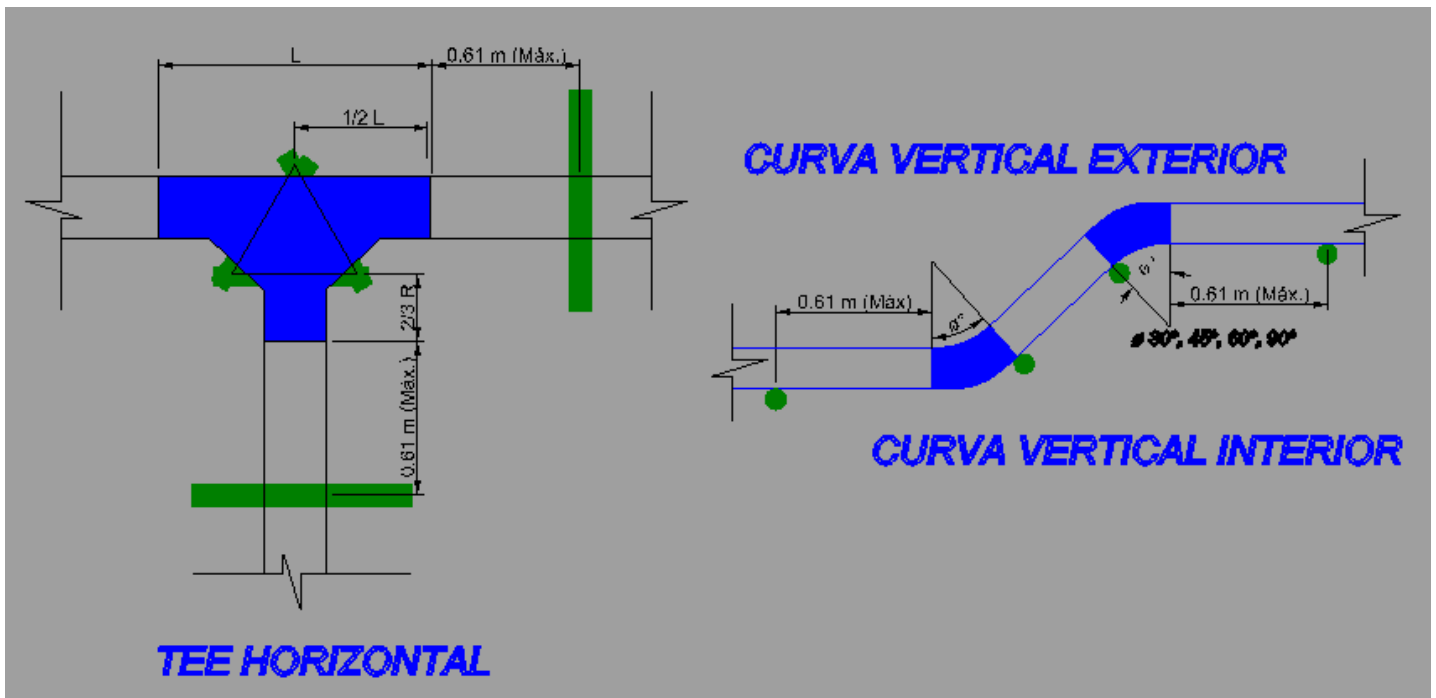 L
0.61 m (Máx.)
1/2 L
2/3 R
0.61 m (Máx.)
TEE HORIZONTAL
CURVA VERTICAL EXTERIOR
0.61 m (Máx)
ø°
ø°
0.61 m (Máx.)
ø 30°, 45°, 60°, 90°
CURVA VERTICAL INTERIOR